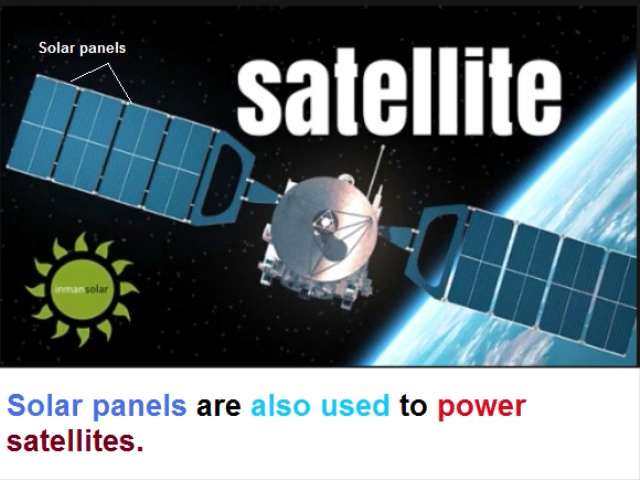 Solar panels
satellite
inmansolar
Solar panels are also used to power
satellites.